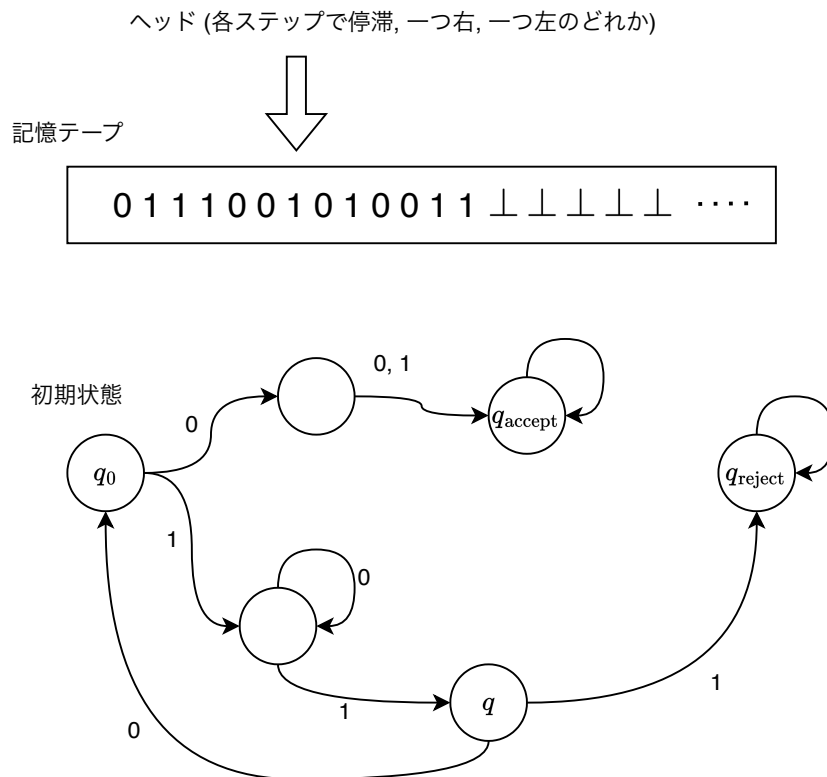 ヘッド (各ステップで停滞, 一つ右, 一つ左のどれか)
記憶テープ
0 1 1 1 0 0 1 0 1 0 0 1 1 ⊥ ⊥ ⊥ ⊥ ⊥ ····
0, 1
初期状態
q_accept
0
q_0
q_reject
1
0
1
q
1
0